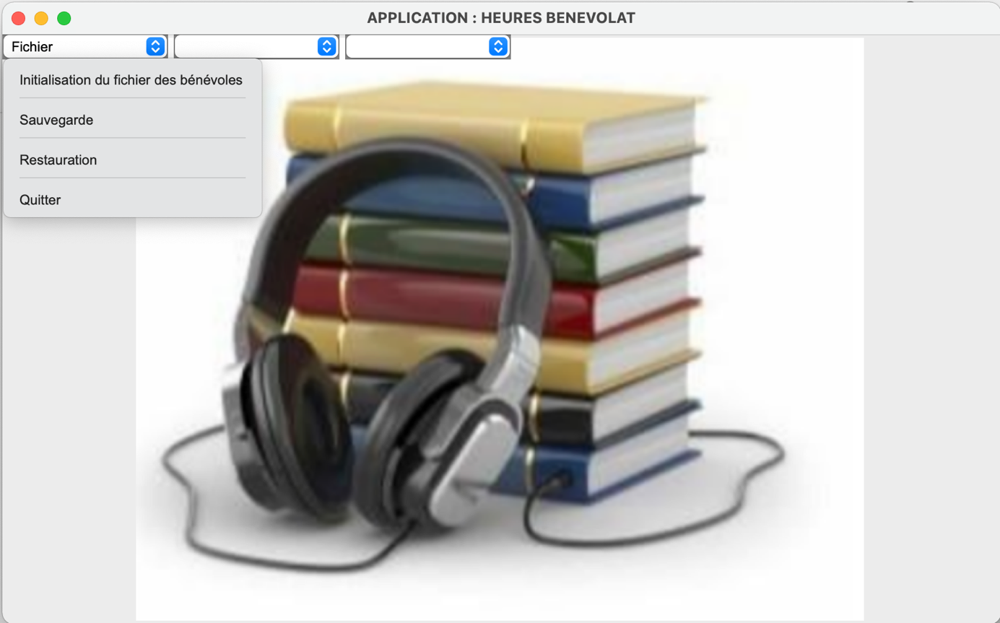 APPLICATION : HEURES BENEVOLAT
Fichier
Initialisation du fichier des bénévoles
Sauvegarde
Restauration
Quitter